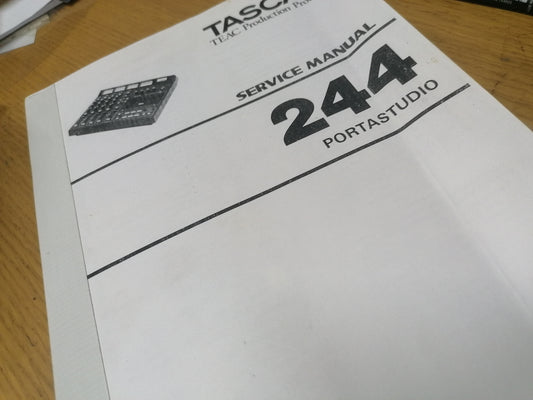 TASCA
TEAC Production Pro
SERVICE MANUAL
244
PORTASTUDIO